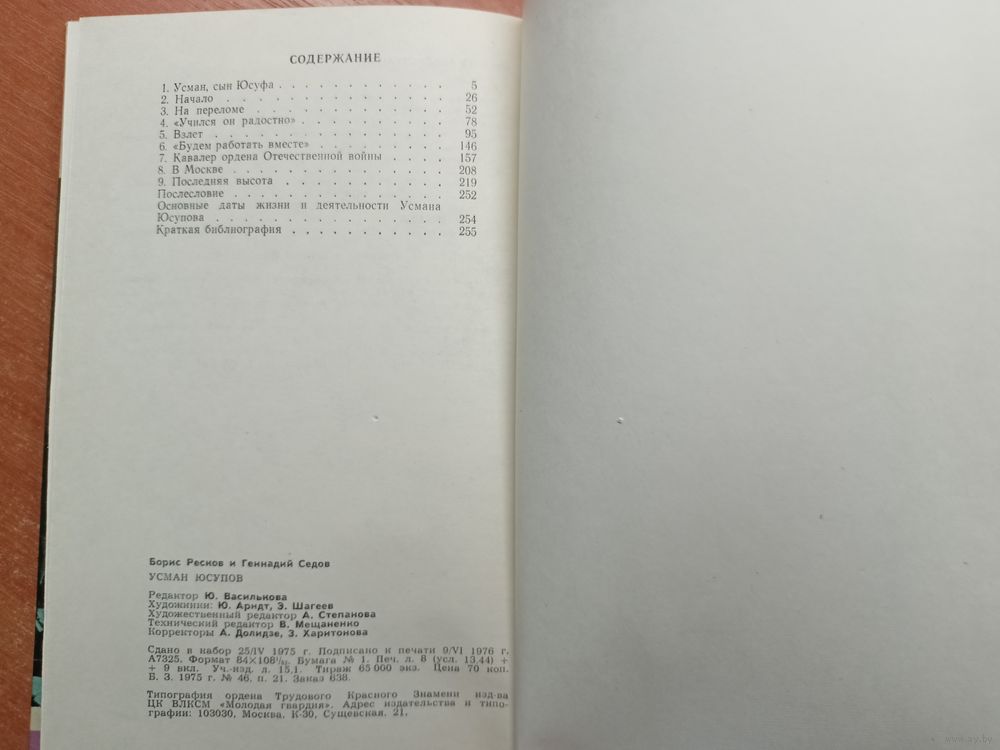 СОДЕРЖАНИЕ
1. Усман, сын Юсуфа . . . . . . . . . . . 5
2. Начало . . . . . . . . . . . . . . 26
3. На переломе . . . . . . . . . . . . . 52
4. «Учился он радостно» . . . . . . . . . . 78
5. Взлет . . . . . . . . . . . . . . . 95
6. «Будем работать вместе» . . . . . . . . . 146
7. Кавалер ордена Отечественной войны . . . . 157
8. В Москве . . . . . . . . . . . . . . 208
9. Последняя высота . . . . . . . . . . . 219
Послесловие . . . . . . . . . . . . . . 252
Основные даты жизни и деятельности Усмана
Юсупова . . . . . . . . . . . . . . . 254
Краткая библиография . . . . . . . . . . . 255
Борис Ресков и Геннадий Седов
УСМАН ЮСУПОВ
Редактор Ю. Василькова
Художники: Ю. Арндт, Э. Шагеев
Художественный редактор А. Степанова
Технический редактор В. Мещаненко
Корректоры А. Долидзе, З. Харитонова
Сдано в набор 25/IV 1975 г. Подписано к печати 9/VI 1976 г.
А7325. Формат 84×108¹/₃₂. Бумага № 1. Печ. л. 8 (усл. 13,44) +
+ 9 вкл. Уч.-изд. л. 15,1. Тираж 65 000 экз. Цена 70 коп.
Б. З. 1975 г. № 46, п. 21. Заказ 638.
Типография ордена Трудового Красного Знамени изд-ва
ЦК ВЛКСМ «Молодая гвардия». Адрес издательства и типо-
графии: 103030, Москва, К-30, Сущевская, 21.
www.ay.by